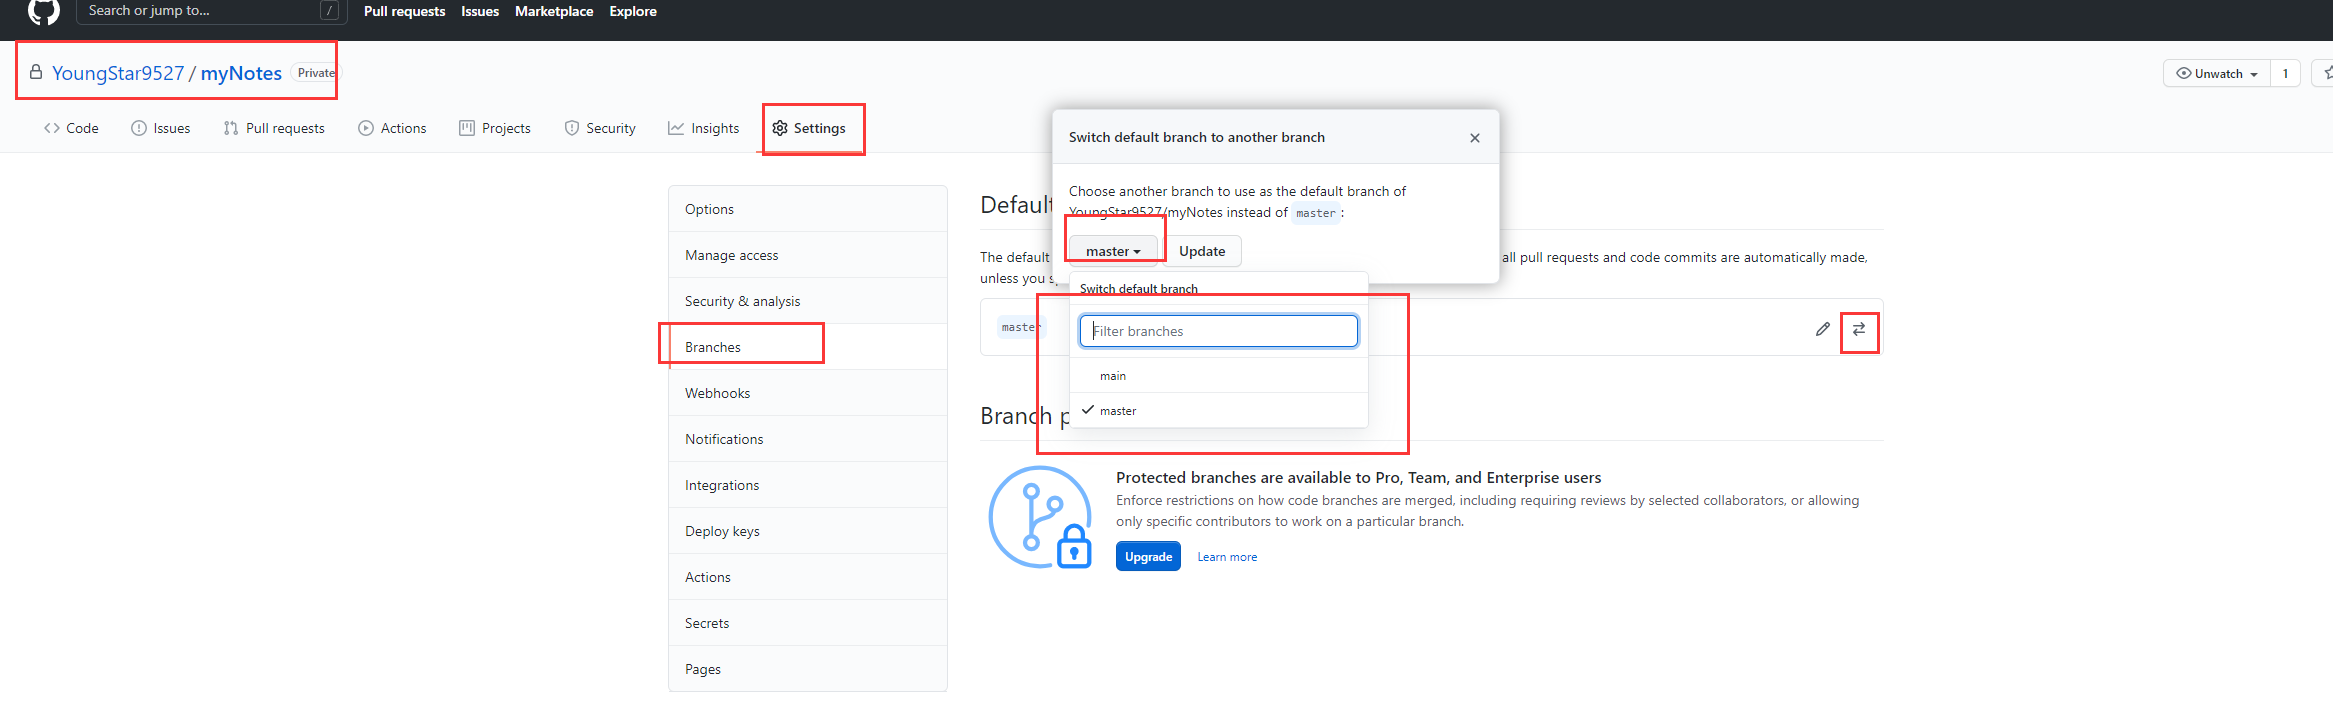 Search or jump to...
/
Pull requests
Issues
Marketplace
Explore
YoungStar9527 / myNotes
Private
Unwatch
1
Code
Issues
Pull requests
Actions
Projects
Security
Insights
Settings
Options
Manage access
Security & analysis
Branches
Webhooks
Notifications
Integrations
Deploy keys
Actions
Secrets
Pages
Switch default branch to another branch
Choose another branch to use as the default branch of
YoungStar9527/myNotes instead of master :
master
Update
Switch default branch
Filter branches
main
master
Default
The default
all pull requests and code commits are automatically made,
unless you
master
Branch p
Protected branches are available to Pro, Team, and Enterprise users
Enforce restrictions on how code branches are merged, including requiring reviews by selected collaborators, or allowing
only specific contributors to work on a particular branch.
Upgrade
Learn more